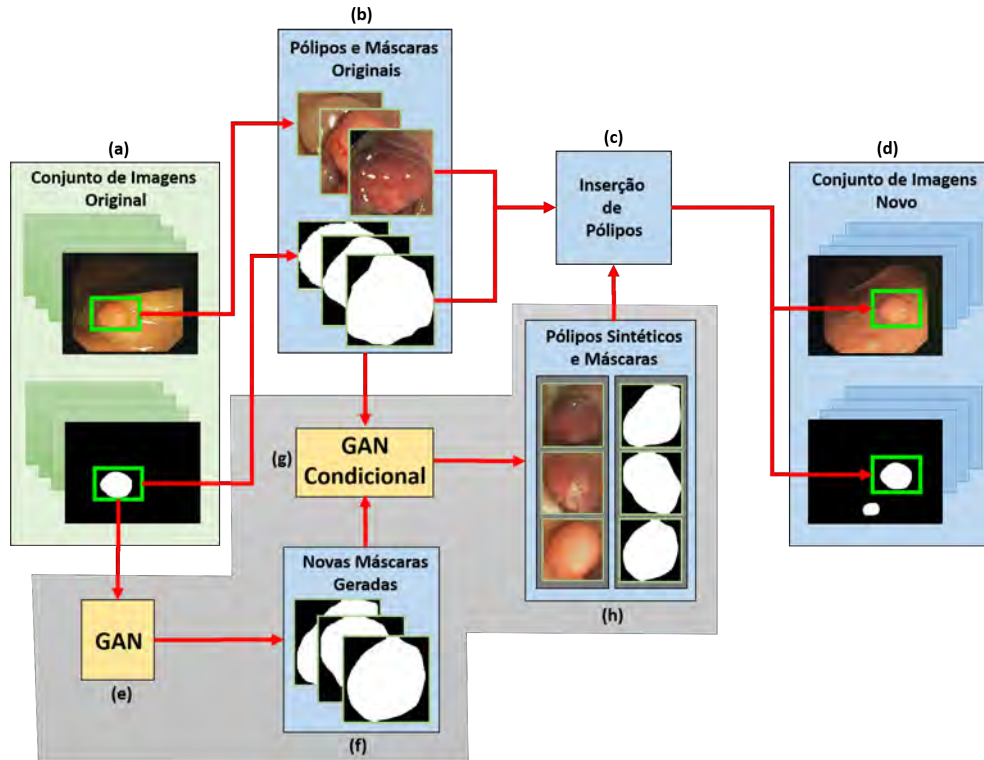 (b)
Pólipos e Máscaras
Originais
(a)
Conjunto de Imagens
Original
(c)
Inserção
de
Pólipos
(d)
Conjunto de Imagens
Novo
(g)
GAN
Condicional
Pólipos Sintéticos
e Máscaras
(h)
GAN
(e)
Novas Máscaras
Geradas
(f)